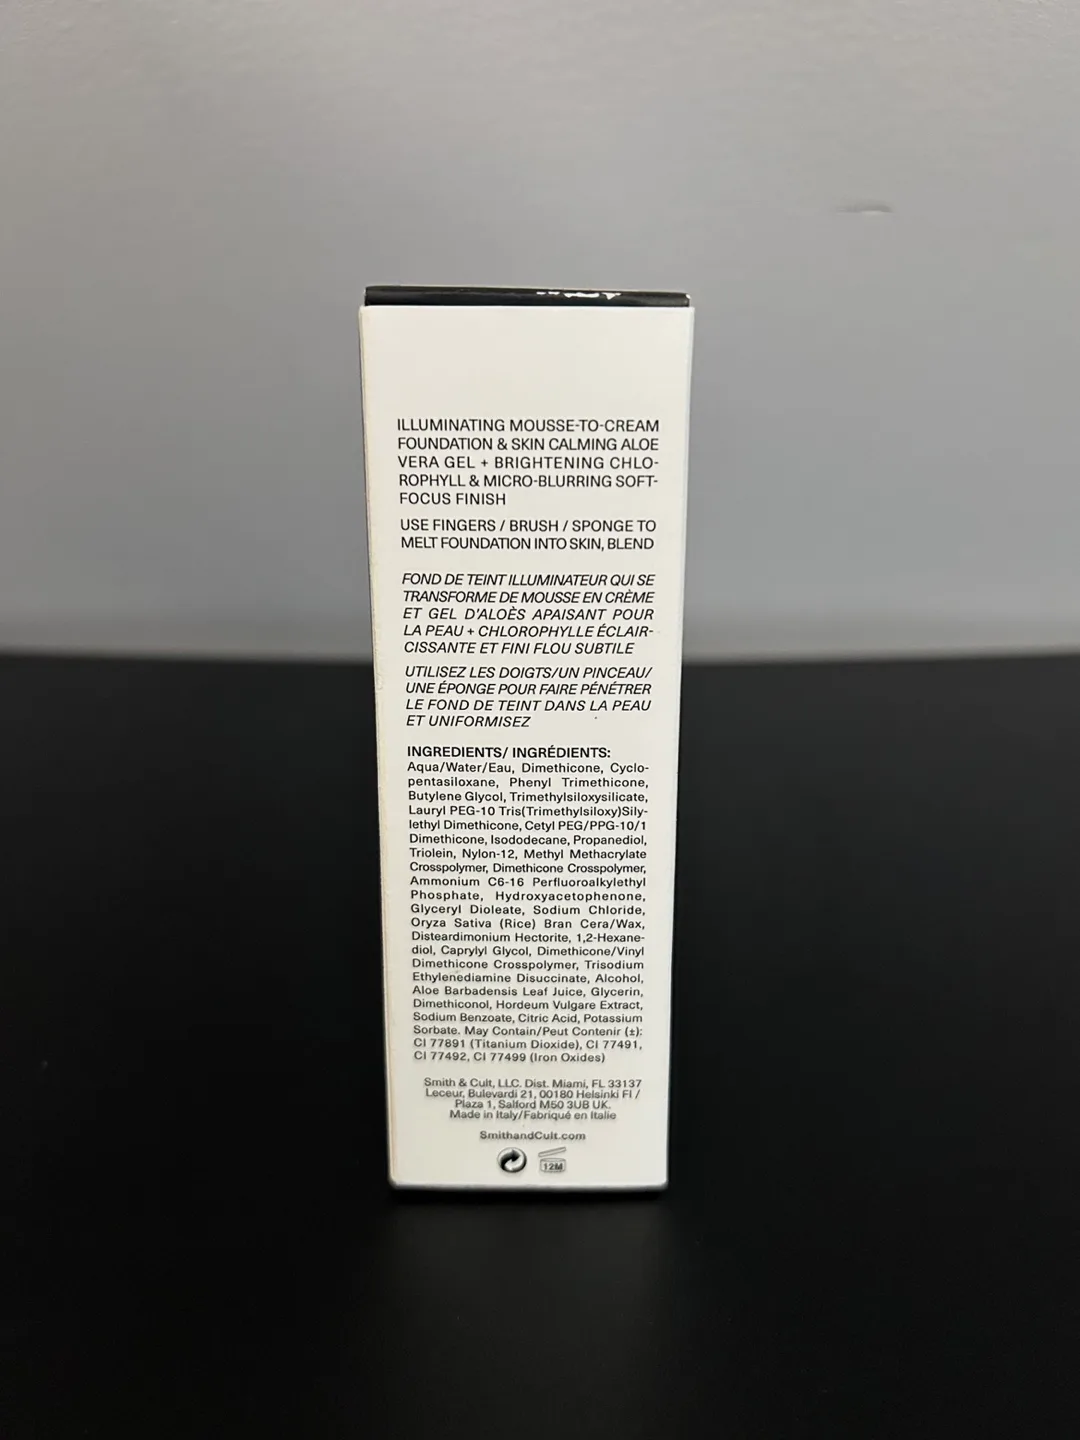 ILLUMINATING MOUSSE-TO-CREAM
FOUNDATION & SKIN CALMING ALOE
VERA GEL + BRIGHTENING CHLO-
ROPHYLL & MICRO-BLURRING SOFT-
FOCUS FINISH
USE FINGERS / BRUSH / SPONGE TO
MELT FOUNDATION INTO SKIN, BLEND
FOND DE TEINT ILLUMINATEUR QUI SE
TRANSFORME DE MOUSSE EN CRÈME
ET GEL D'ALOÈS APAISANT POUR
LA PEAU + CHLOROPHYLLE ÉCLAIR-
CISSANTE ET FINI FLOU SUBTILE
UTILISEZ LES DOIGTS/UN PINCEAU/
UNE ÉPONGE POUR FAIRE PÉNÉTRER
LE FOND DE TEINT DANS LA PEAU
ET UNIFORMISEZ
INGREDIENTS/ INGRÉDIENTS:
Aqua/Water/Eau, Dimethicone, Cyclo-
pentasiloxane, Phenyl Trimethicone,
Butylene Glycol, Trimethylsiloxysilicate,
Lauryl PEG-10 Tris(Trimethylsiloxy)Sily-
lethyl Dimethicone, Cetyl PEG/PPG-10/1
Dimethicone, Isododecane, Propanediol,
Triolein, Nylon-12, Methyl Methacrylate
Crosspolymer, Dimethicone Crosspolymer,
Ammonium C6-16 Perfluoroalkylethyl
Phosphate, Hydroxyacetophenone,
Glyceryl Dioleate, Sodium Chloride,
Oryza Sativa (Rice) Bran Cera/Wax,
Disteardimonium Hectorite, 1,2-Hexane-
diol, Caprylyl Glycol, Dimethicone/Vinyl
Dimethicone Crosspolymer, Trisodium
Ethylenediamine Disuccinate, Alcohol,
Aloe Barbadensis Leaf Juice, Glycerin,
Dimethiconol, Hordeum Vulgare Extract,
Sodium Benzoate, Citric Acid, Potassium
Sorbate. May Contain/Peut Contenir (±):
CI 77891 (Titanium Dioxide), CI 77491,
CI 77492, CI 77499 (Iron Oxides)
Smith & Cult, LLC. Dist. Miami, FL 33137
Leceur, Bulevardi 21, 00180 Helsinki FI /
Plaza 1, Salford M50 3UB UK.
Made in Italy/Fabriqué en Italie
SmithandCult.com
12M